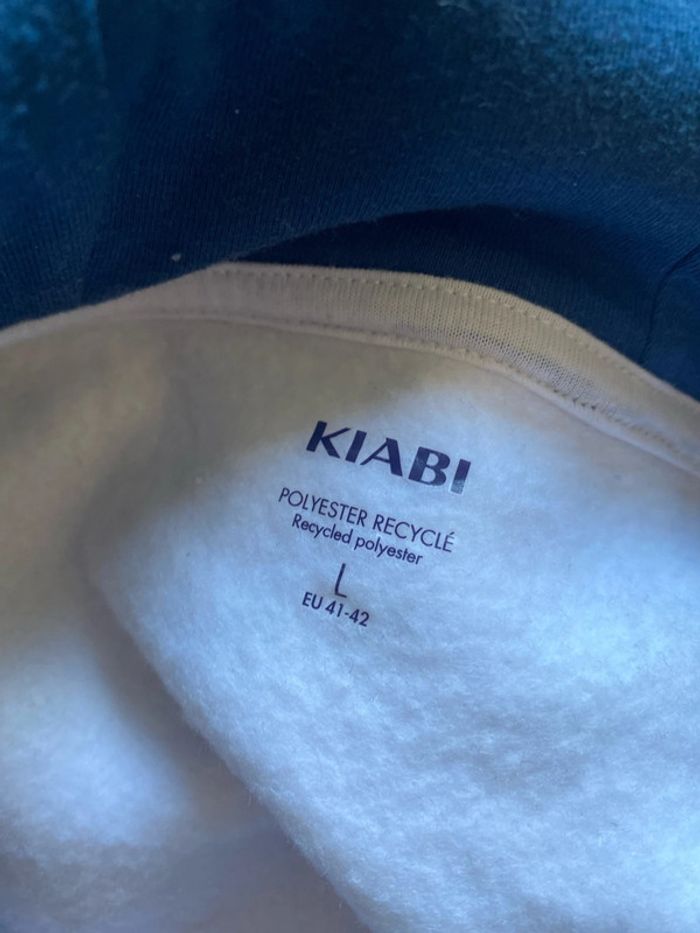 KIABI
POLYESTER RECYCLÉ
Recycled polyester
L
EU 41-42